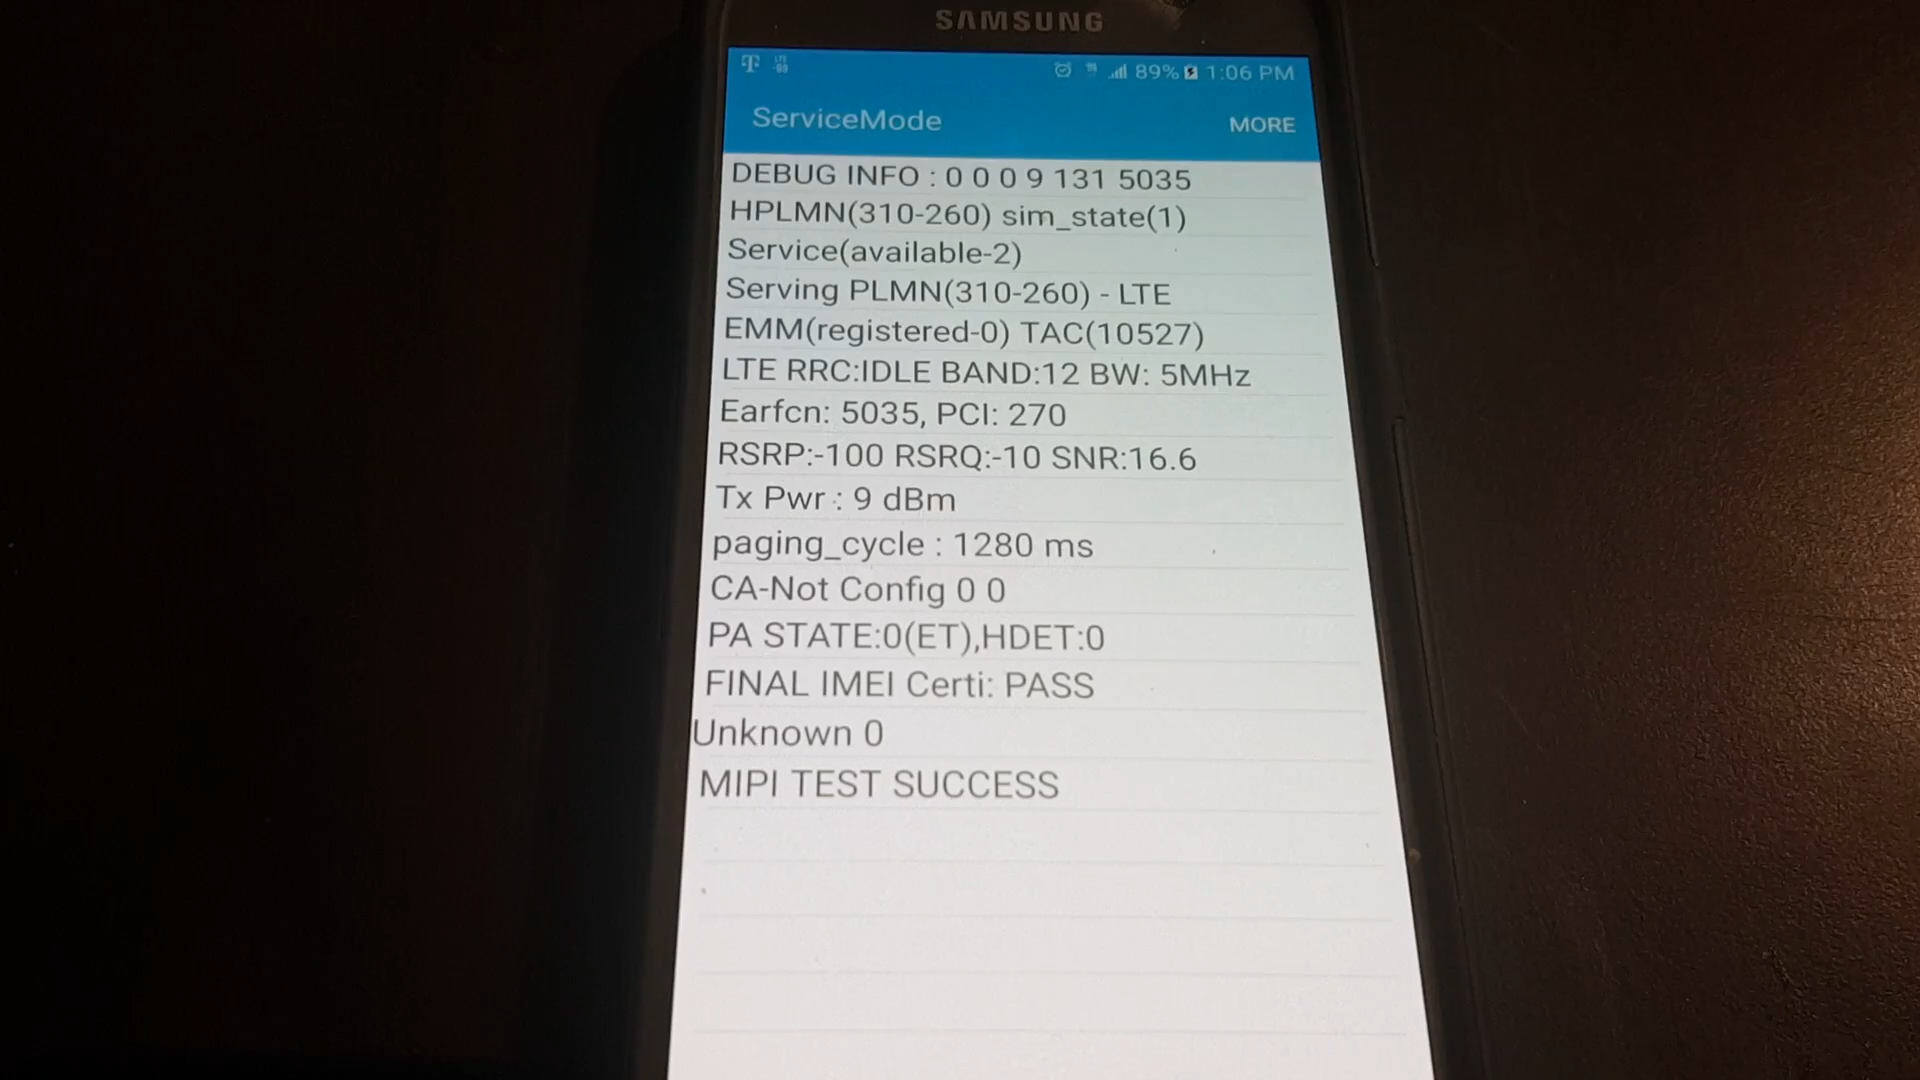 SAMSUNG
89% 1:06 PM
ServiceMode MORE
DEBUG INFO : 0 0 0 9 131 5035
HPLMN(310-260) sim_state(1)
Service(available-2)
Serving PLMN(310-260) - LTE
EMM(registered-0) TAC(10527)
LTE RRC:IDLE BAND:12 BW: 5MHz
Earfcn: 5035, PCI: 270
RSRP:-100 RSRQ:-10 SNR:16.6
Tx Pwr : 9 dBm
paging_cycle : 1280 ms
CA-Not Config 0 0
PA STATE:0(ET),HDET:0
FINAL IMEI Certi: PASS
Unknown 0
MIPI TEST SUCCESS